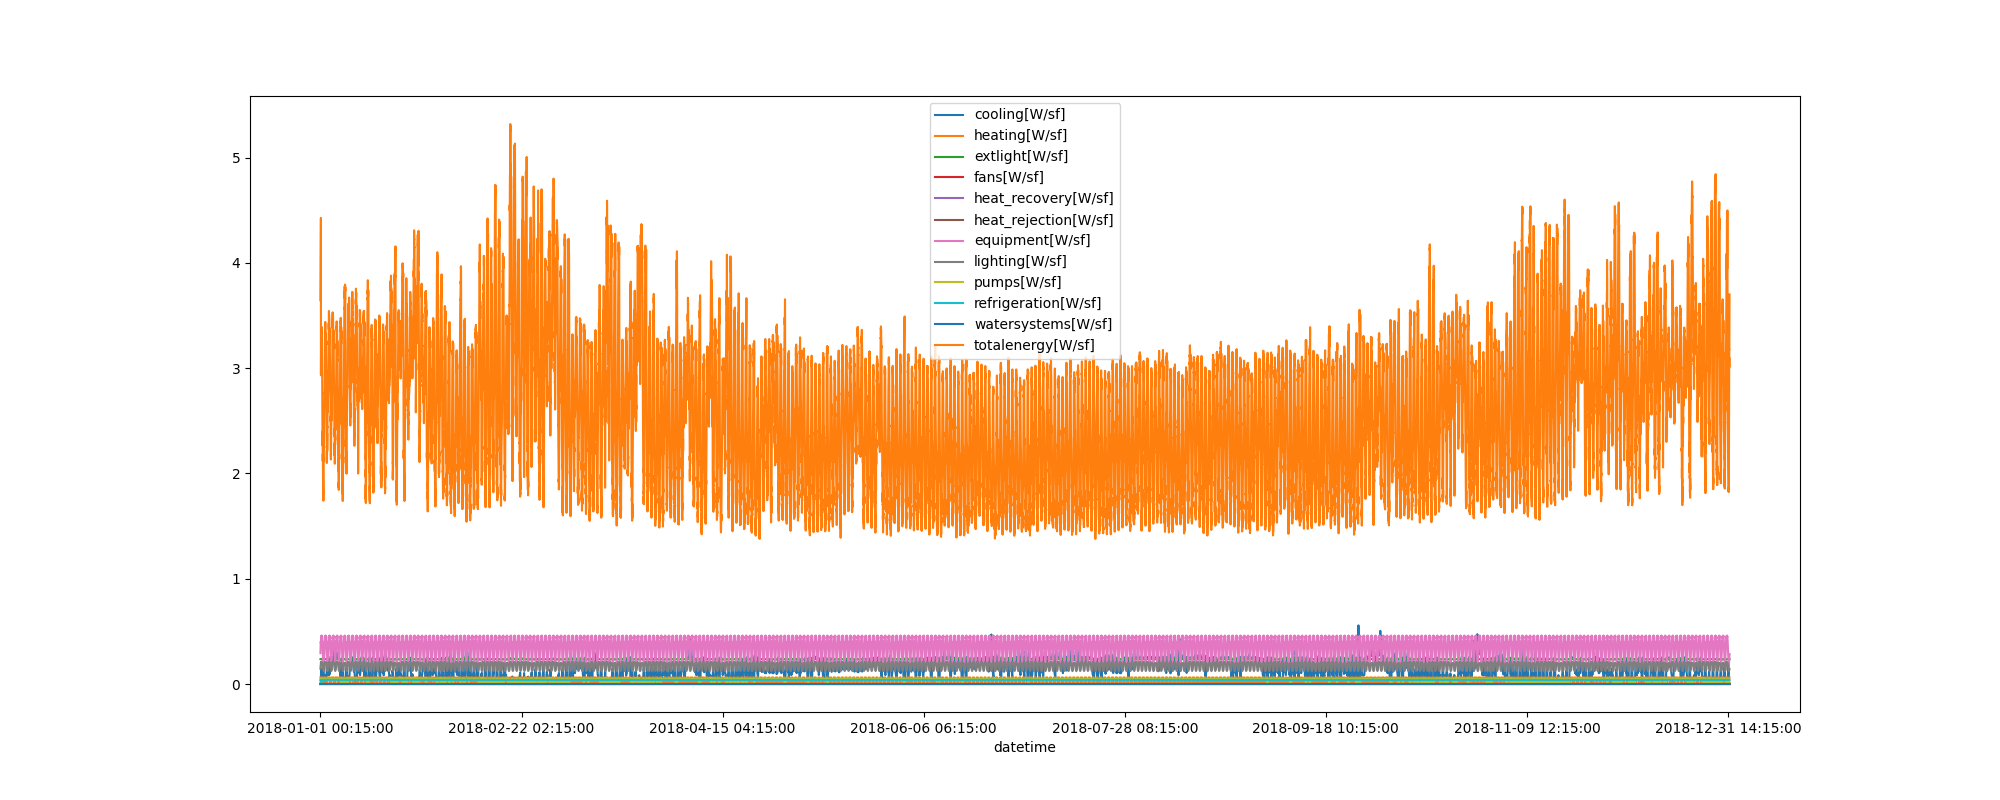 cooling[W/sf]
heating[W/sf]
extlight[W/sf]
fans[W/sf]
heat_recovery[W/sf]
heat_rejection[W/sf]
equipment[W/sf]
lighting[W/sf]
pumps[W/sf]
refrigeration[W/sf]
watersystems[W/sf]
totalenergy[W/sf]
5
4
3
2
1
0
2018-01-01 00:15:00 2018-02-22 02:15:00 2018-04-15 04:15:00 2018-06-06 06:15:00 2018-07-28 08:15:00 2018-09-18 10:15:00 2018-11-09 12:15:00 2018-12-31 14:15:00
datetime